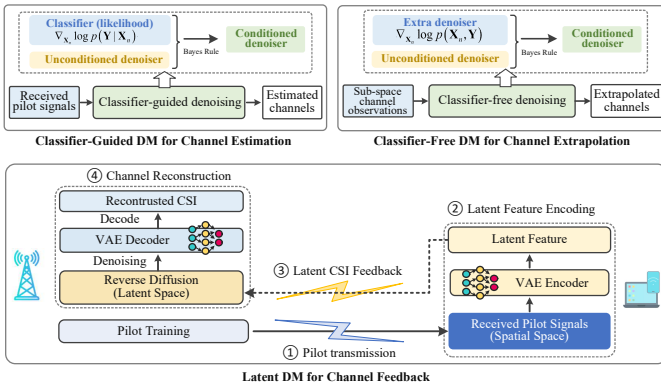 Classifier (likelihood)
∇_{X_n} log p(Y | X_n)
Unconditioned denoiser
Bayes Rule
Conditioned
denoiser
Received
pilot signals
Classifier-guided denoising
Estimated
channels
Classifier-Guided DM for Channel Estimation
Extra denoiser
∇_{X_n} log p(X_n, Y)
Unconditioned denoiser
Bayes Rule
Conditioned
denoiser
Sub-space
channel
observations
Classifier-free denoising
Extrapolated
channels
Classifier-Free DM for Channel Extrapolation
④ Channel Reconstruction
Recontrusted CSI
Decode
VAE Decoder
Denoising
Reverse Diffusion
(Latent Space)
Pilot Training
③ Latent CSI Feedback
① Pilot transmission
② Latent Feature Encoding
Latent Feature
VAE Encoder
Received Pilot Signals
(Spatial Space)
Latent DM for Channel Feedback